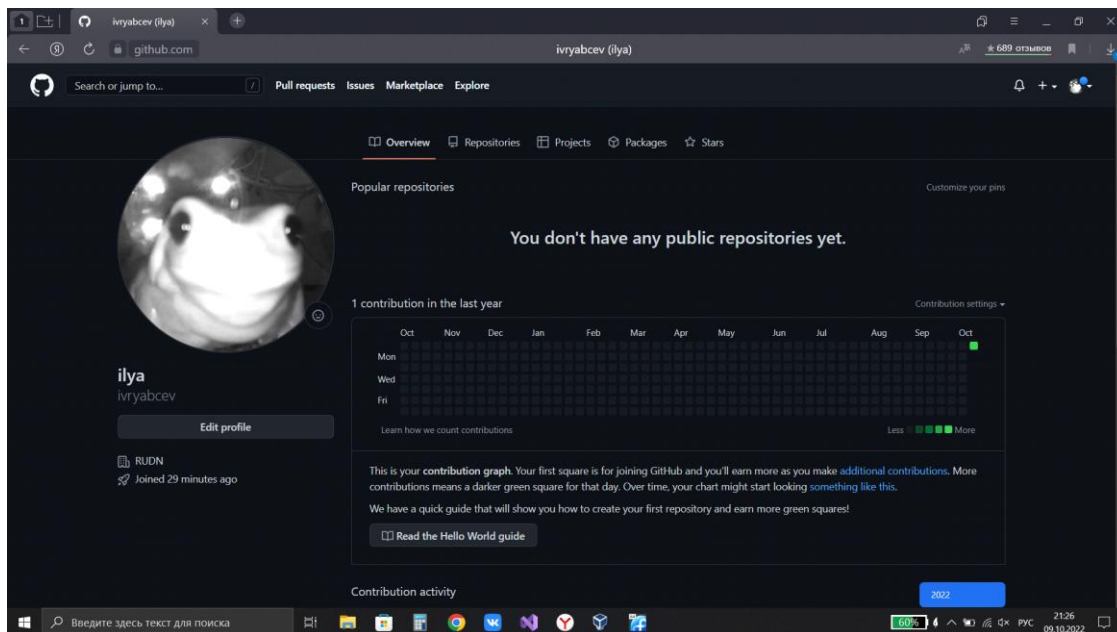 1
ivryabcev (ilya)
github.com
ivryabcev (ilya)
★ 689 отзывов
Search or jump to...
/
Pull requests Issues Marketplace Explore
Overview Repositories Projects Packages Stars
Popular repositories
Customize your pins
You don't have any public repositories yet.
1 contribution in the last year
Contribution settings
Oct Nov Dec Jan Feb Mar Apr May Jun Jul Aug Sep Oct
Mon
Wed
Fri
Learn how we count contributions
Less More
ilya
ivryabcev
Edit profile
RUDN
Joined 29 minutes ago
This is your contribution graph. Your first square is for joining GitHub and you'll earn more as you make additional contributions. More
contributions means a darker green square for that day. Over time, your chart might start looking something like this.
We have a quick guide that will show you how to create your first repository and earn more green squares!
Read the Hello World guide
Contribution activity
2022
Введите здесь текст для поиска
60%
РУС
21:26
09.10.2022